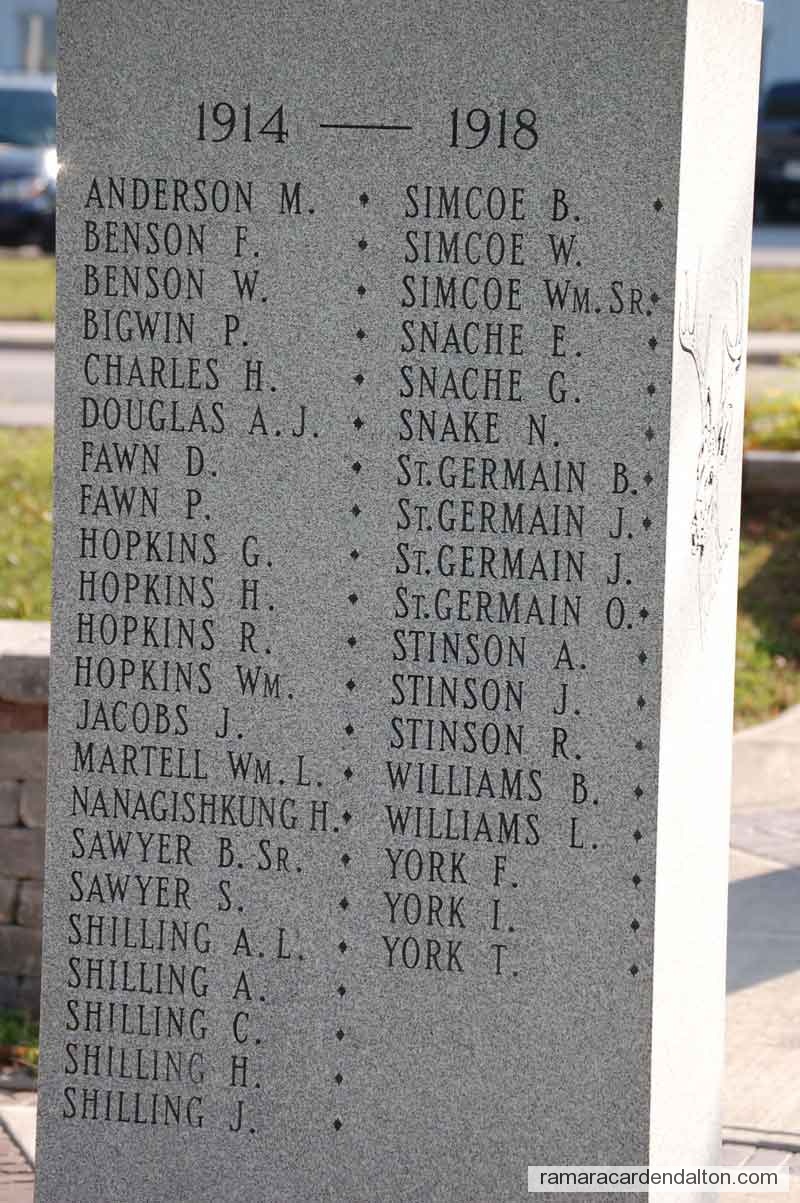 1914 — 1918
ANDERSON M. ♦
BENSON F. ♦
BENSON W. ♦
BIGWIN P. ♦
CHARLES H. ♦
DOUGLAS A. J. ♦
FAWN D. ♦
FAWN P. ♦
HOPKINS G. ♦
HOPKINS H. ♦
HOPKINS R. ♦
HOPKINS WM. ♦
JACOBS J. ♦
MARTELL WM. L. ♦
NANAGISHKUNG H. ♦
SAWYER B. SR. ♦
SAWYER S. ♦
SHILLING A. L. ♦
SHILLING A. ♦
SHILLING C. ♦
SHILLING H. ♦
SHILLING J. ♦
SIMCOE B. ♦
SIMCOE W.
SIMCOE WM. SR. ♦
SNACHE E. ♦
SNACHE G. ♦
SNAKE N. ♦
ST. GERMAIN B. ♦
ST. GERMAIN J. ♦
ST. GERMAIN J.
ST. GERMAIN O. ♦
STINSON A. ♦
STINSON J. ♦
STINSON R. ♦
WILLIAMS B. ♦
WILLIAMS L. ♦
YORK F. ♦
YORK I. ♦
YORK T. ♦
ramaracardendalton.com